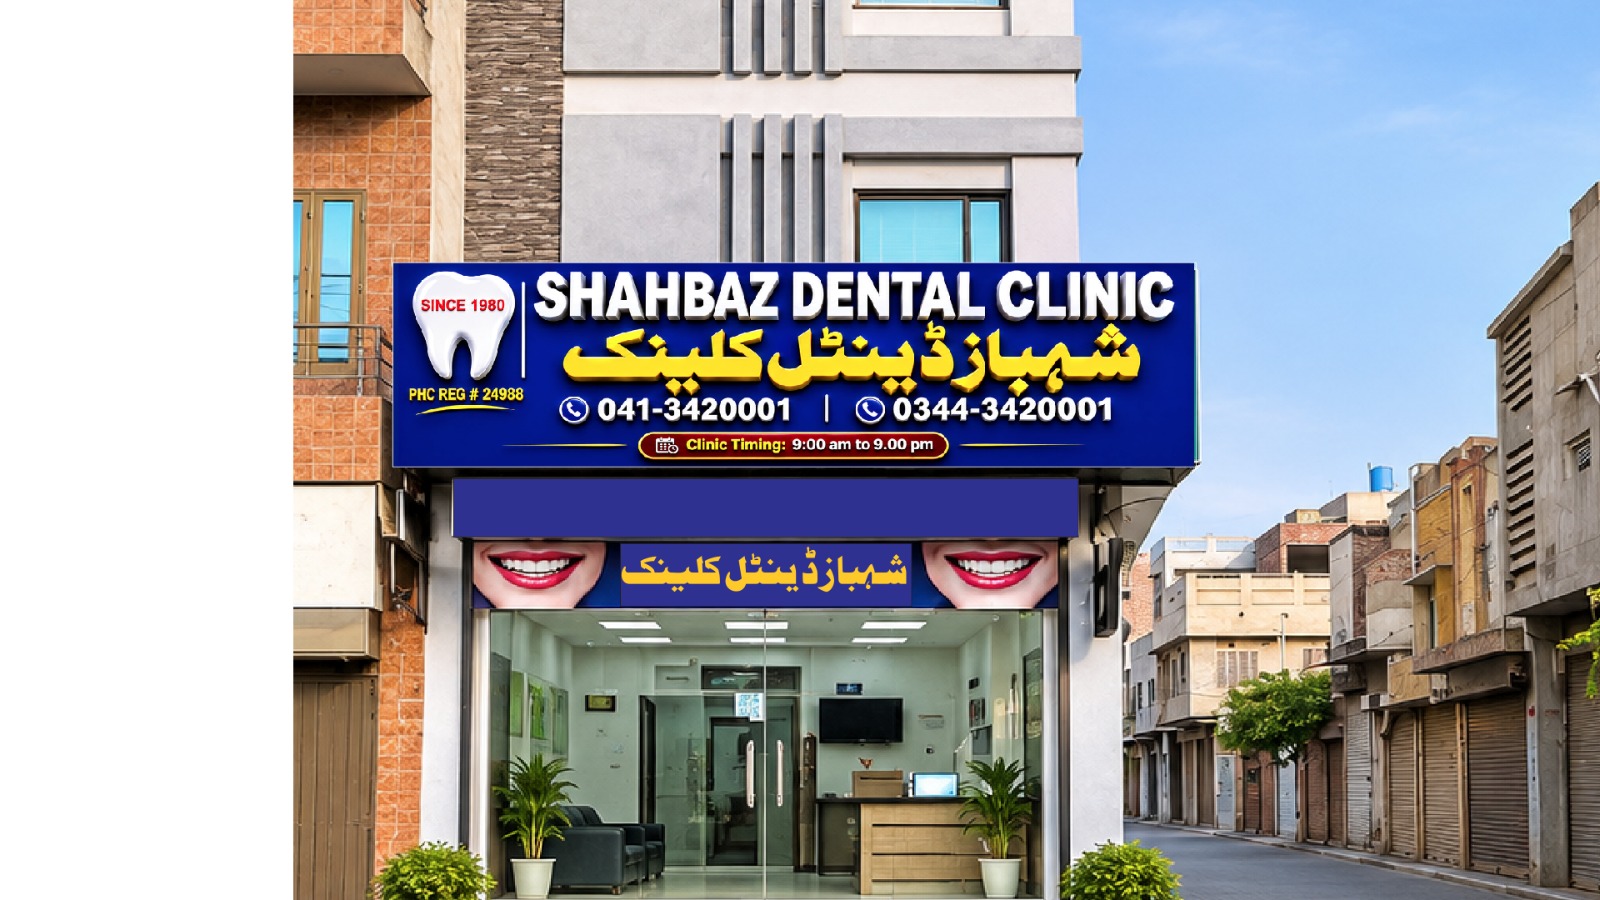 SINCE 1980
PHC REG # 24988
SHAHBAZ DENTAL CLINIC
شہباز ڈینٹل کلینک
041-3420001 | 0344-3420001
Clinic Timing: 9:00 am to 9.00 pm
شہباز ڈینٹل کلینک